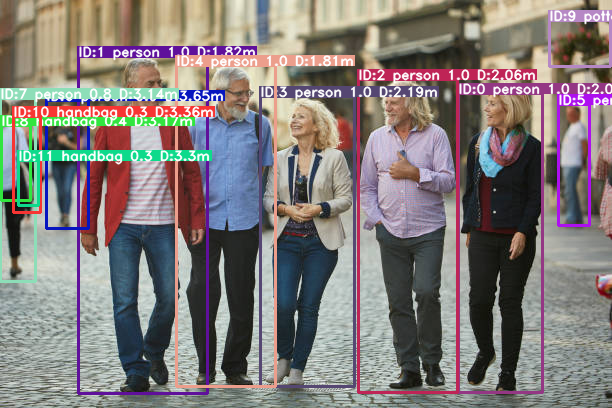 ID:9 pott
ID:1 person 1.0 D:1.82m
ID:4 person 1.0 D:1.81m
ID:2 person 1.0 D:2.06m
ID:0 person 1.0 D:2.0
ID:3 person 1.0 D:2.19m
ID:7 person 0.8 D:3.14m
3.65m
ID:5 per
ID:10 handbag 0.3 D:3.36m
ID:8 handbag 0.4 D:3.17m
ID:11 handbag 0.3 D:3.3m